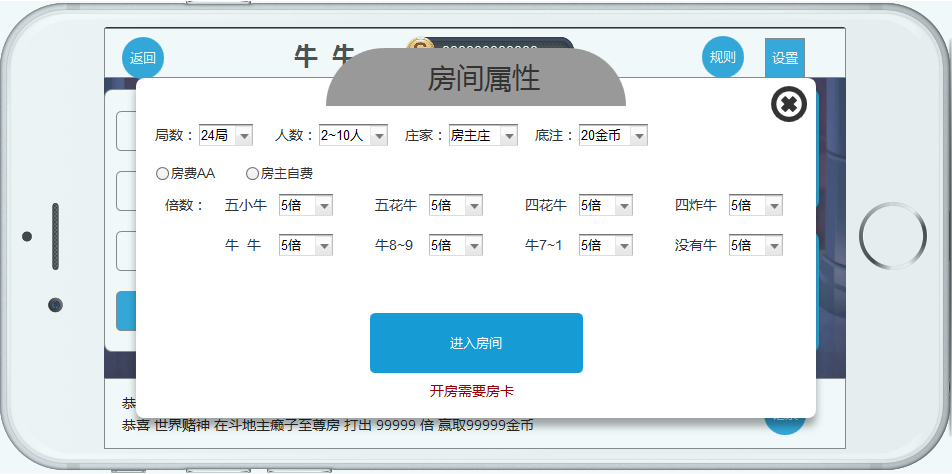 返回 牛 牛 规则 设置
房间属性
局数： 24局 人数： 2~10人 庄家： 房主庄 底注： 20金币
房费AA 房主自费
倍数： 五小牛 5倍 五花牛 5倍 四花牛 5倍 四炸牛 5倍
牛 牛 5倍 牛8~9 5倍 牛7~1 5倍 没有牛 5倍
进入房间
开房需要房卡
恭
恭喜 世界赌神 在斗地主癞子至尊房 打出 99999 倍 赢取99999金币